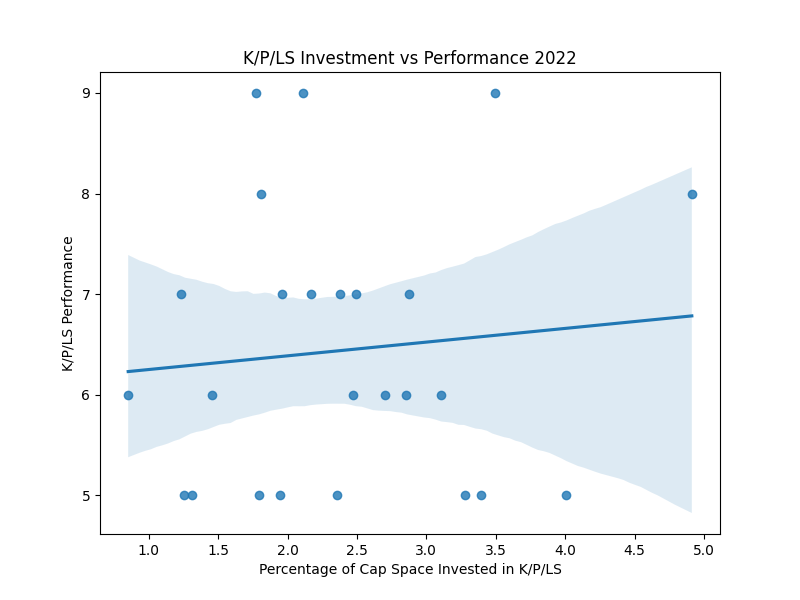 K/P/LS Investment vs Performance 2022
K/P/LS Performance
9
8
7
6
5
1.0 1.5 2.0 2.5 3.0 3.5 4.0 4.5 5.0
Percentage of Cap Space Invested in K/P/LS